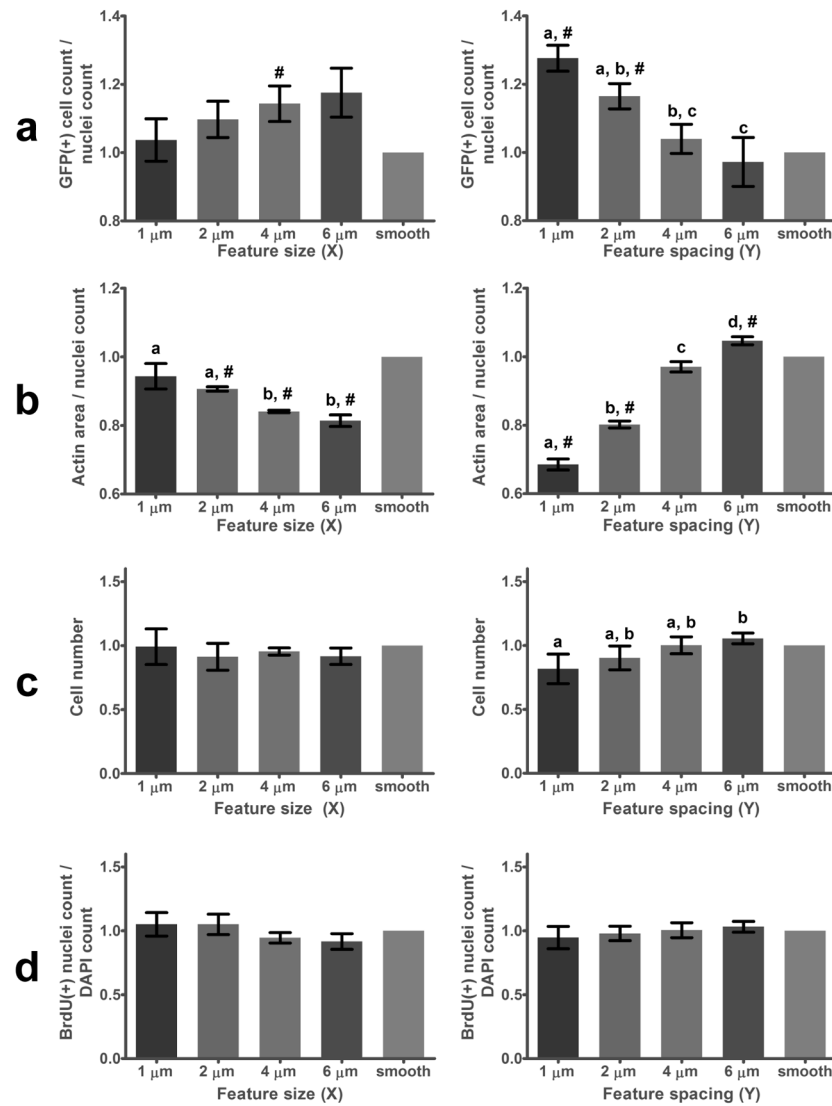 a
GFP(+) cell count /
nuclei count
1.4
1.2
1.0
0.8
#
1 μm
2 μm
4 μm
6 μm
smooth
Feature size (X)
GFP(+) cell count /
nuclei count
1.4
1.2
1.0
0.8
a, #
a, b, #
b, c
c
1 μm
2 μm
4 μm
6 μm
smooth
Feature spacing (Y)
b
Actin area / nuclei count
1.2
1.0
0.8
0.6
a
a, #
b, #
b, #
1 μm
2 μm
4 μm
6 μm
smooth
Feature size (X)
Actin area / nuclei count
1.2
1.0
0.8
0.6
a, #
b, #
c
d, #
1 μm
2 μm
4 μm
6 μm
smooth
Feature spacing (Y)
c
Cell number
1.5
1.0
0.5
0.0
1 μm
2 μm
4 μm
6 μm
smooth
Feature size (X)
Cell number
1.5
1.0
0.5
0.0
a
a, b
a, b
b
1 μm
2 μm
4 μm
6 μm
smooth
Feature spacing (Y)
d
BrdU(+) nuclei count /
DAPI count
1.5
1.0
0.5
0.0
1 μm
2 μm
4 μm
6 μm
smooth
Feature size (X)
BrdU(+) nuclei count /
DAPI count
1.5
1.0
0.5
0.0
1 μm
2 μm
4 μm
6 μm
smooth
Feature spacing (Y)